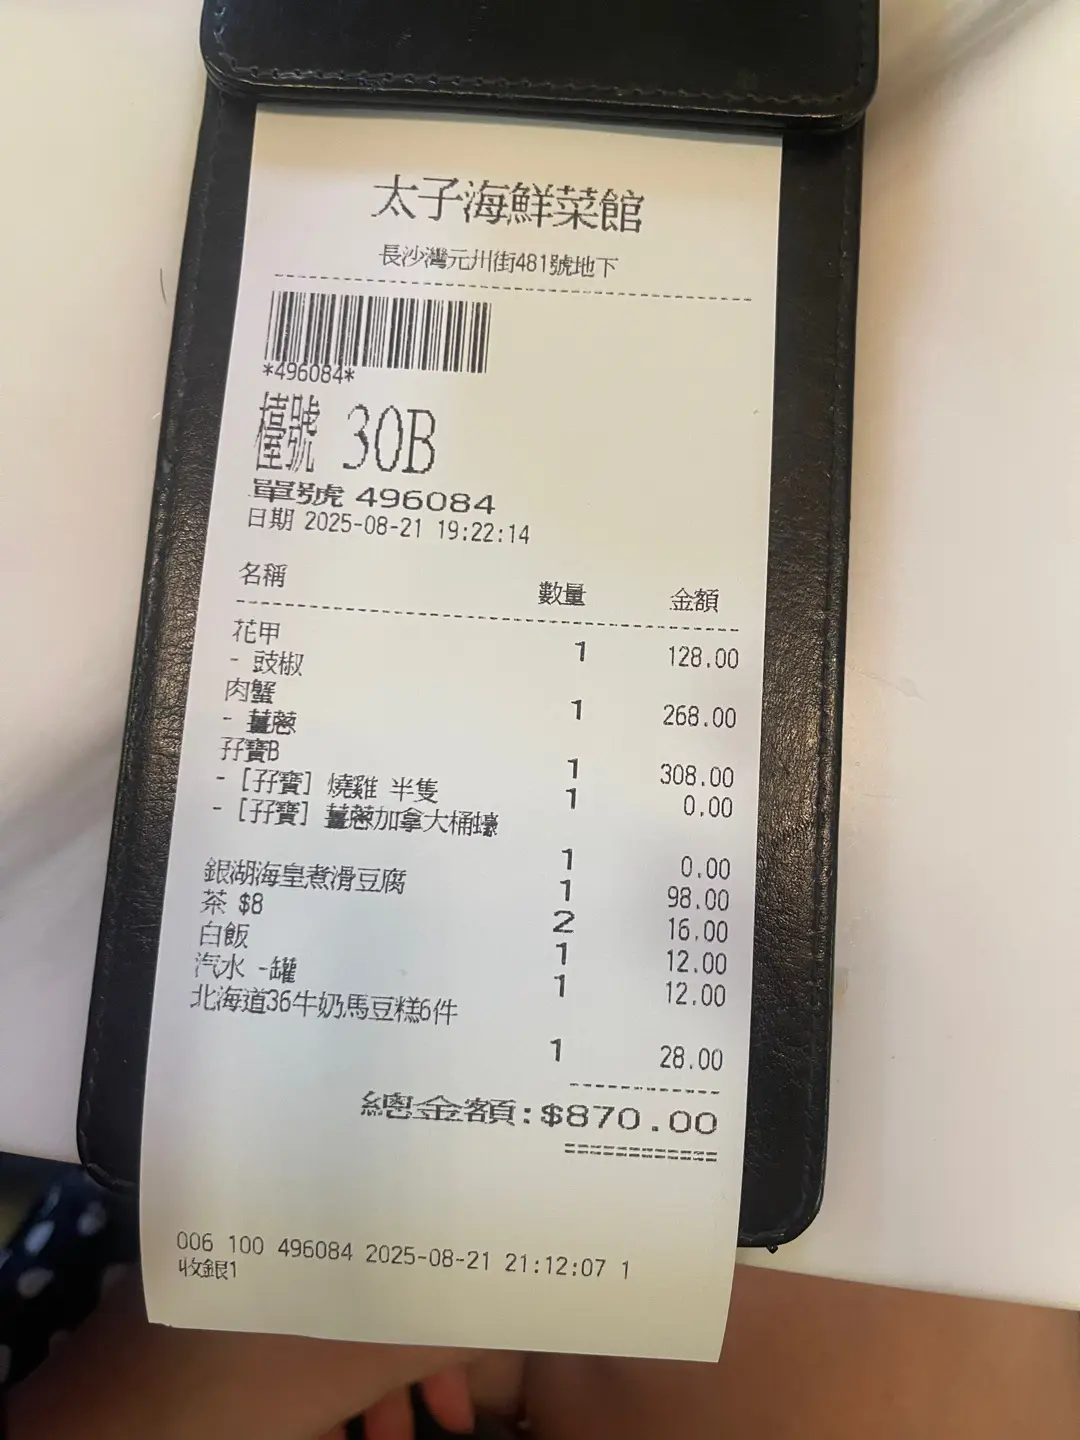 太子海鮮菜館
長沙灣元州街481號地下
*496084*
檯號 30B
單號 496084
日期 2025-08-21 19:22:14
名稱 數量 金額
花甲 1 128.00
- 豉椒
肉蟹 1 268.00
- 薑蔥
孖寶B 1 308.00
- [孖寶] 燒雞 半隻 1 0.00
- [孖寶] 薑蔥加拿大桶蠔
1 0.00
銀湖海皇煮滑豆腐 1 98.00
茶 $8 2 16.00
白飯 1 12.00
汽水 -罐 1 12.00
北海道36牛奶馬豆糕6件
1 28.00
總金額:$870.00
006 100 496084 2025-08-21 21:12:07 1
收銀1